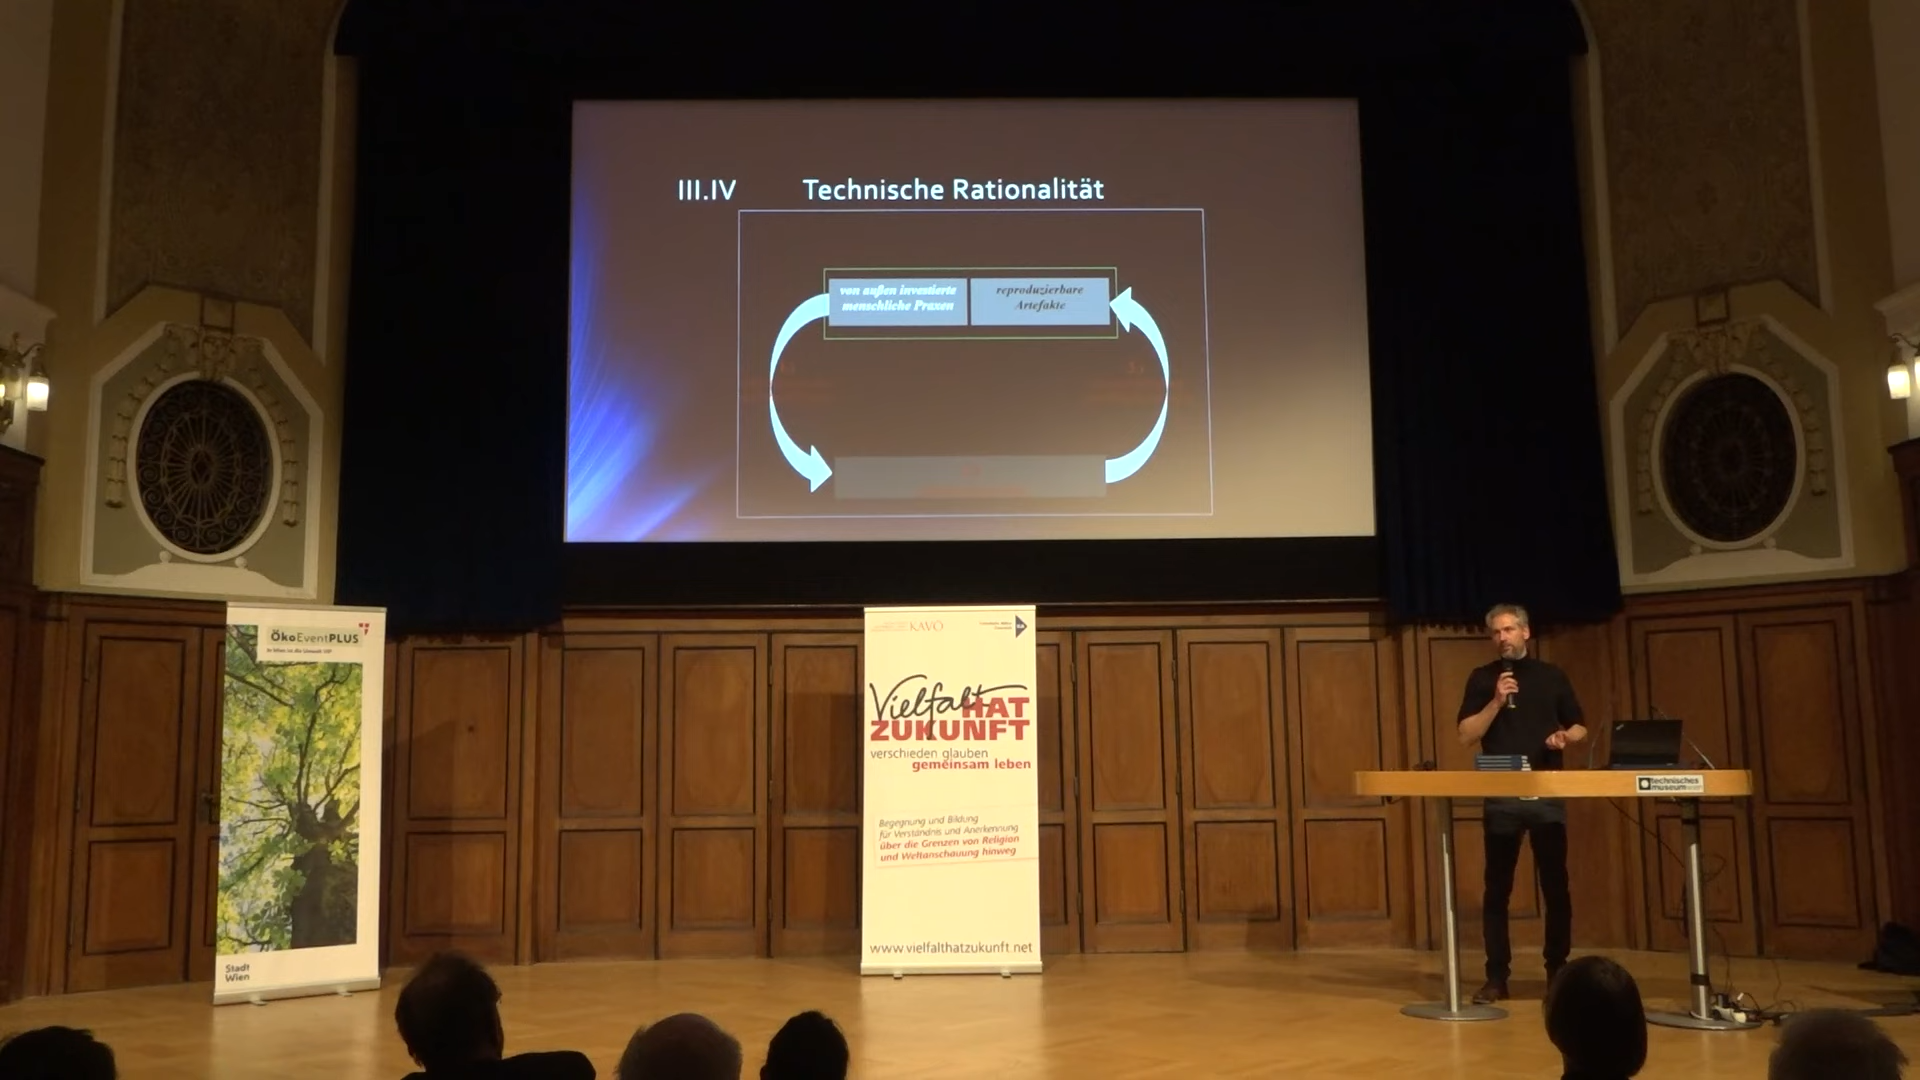 III.IV Technische Rationalität
von außen investierte
menschliche Praxen
reproduzierbare
Artefakte
ÖkoEventPLUS
Stadt
Wien
KAVÖ
Vielfalt HAT
ZUKUNFT
verschieden glauben
gemeinsam leben
Begegnung und Bildung
für Verständnis und Anerkennung
über die Grenzen von Religion
und Weltanschauung hinweg
www.vielfalthatzukunft.net
technisches
museum